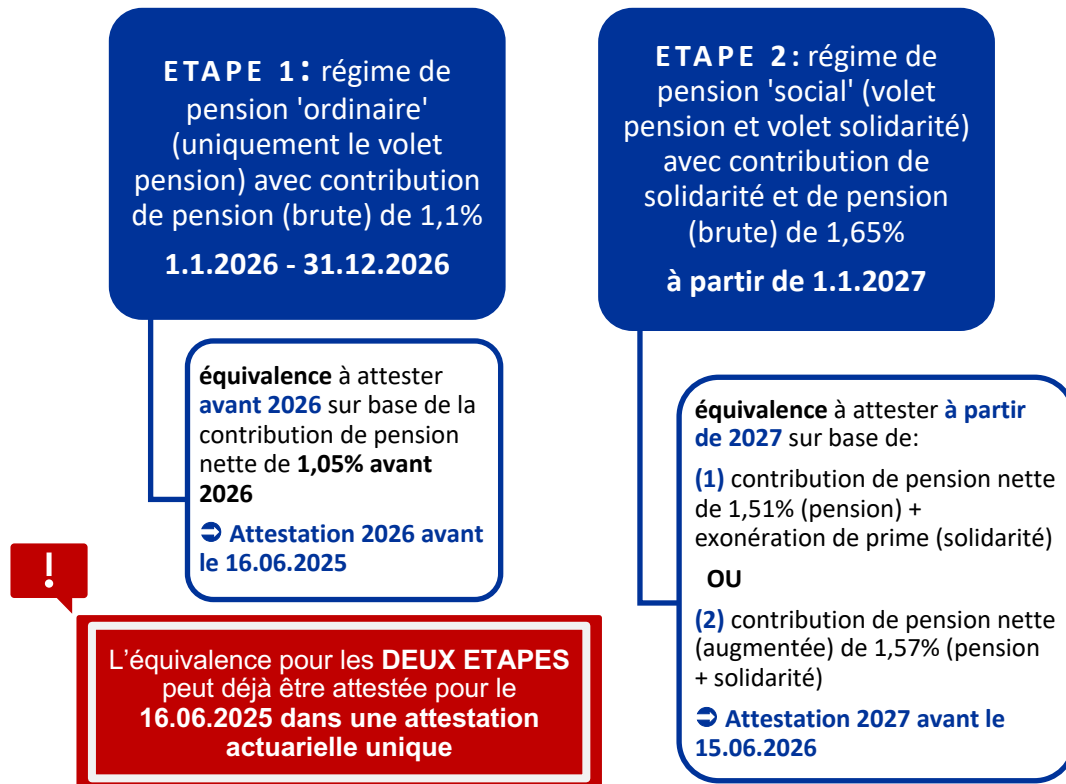 ETAPE 1: régime de
pension 'ordinaire'
(uniquement le volet
pension) avec contribution
de pension (brute) de 1,1%
1.1.2026 - 31.12.2026
équivalence à attester
avant 2026 sur base de la
contribution de pension
nette de 1,05% avant
2026
➲ Attestation 2026 avant
le 16.06.2025
!
L'équivalence pour les DEUX ETAPES
peut déjà être attestée pour le
16.06.2025 dans une attestation
actuarielle unique
ETAPE 2: régime de
pension 'social' (volet
pension et volet solidarité)
avec contribution de
solidarité et de pension
(brute) de 1,65%
à partir de 1.1.2027
équivalence à attester à partir
de 2027 sur base de:
(1) contribution de pension nette
de 1,51% (pension) +
exonération de prime (solidarité)
OU
(2) contribution de pension nette
(augmentée) de 1,57% (pension
+ solidarité)
➲ Attestation 2027 avant le
15.06.2026